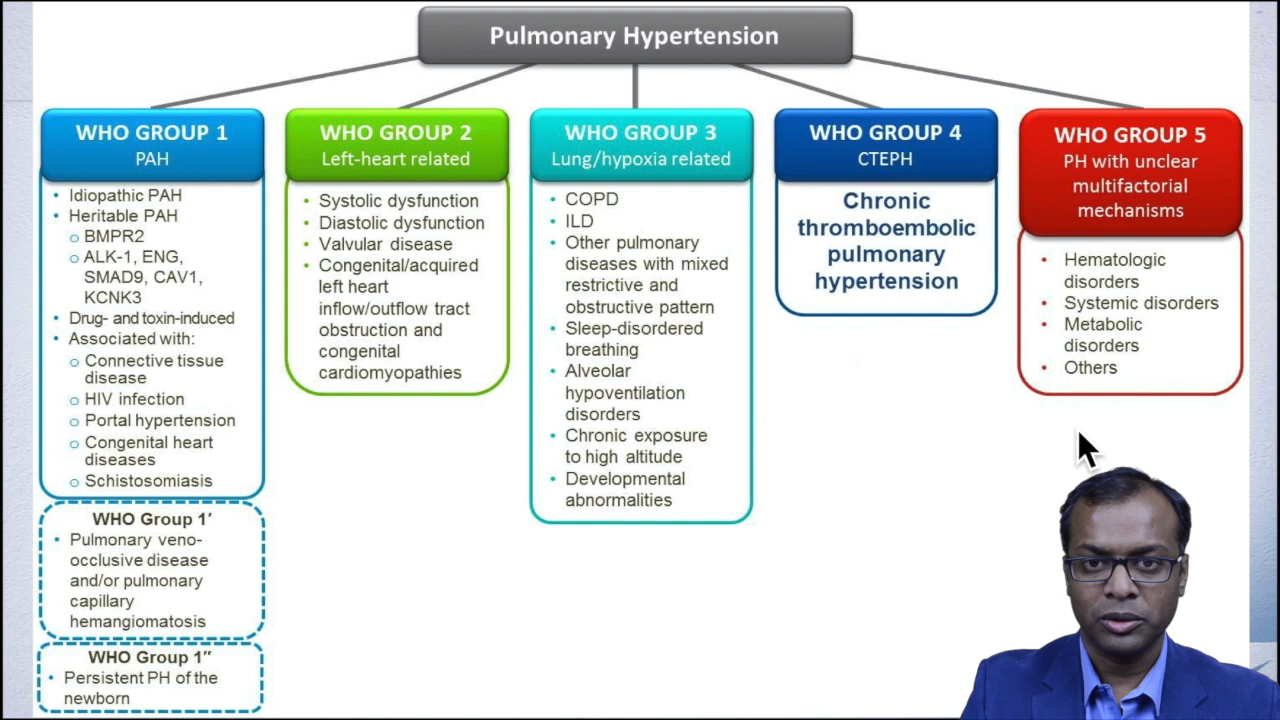 Pulmonary Hypertension
WHO GROUP 1
PAH
• Idiopathic PAH
• Heritable PAH
o BMPR2
o ALK-1, ENG,
SMAD9, CAV1,
KCNK3
• Drug- and toxin-induced
• Associated with:
o Connective tissue
disease
o HIV infection
o Portal hypertension
o Congenital heart
diseases
o Schistosomiasis
WHO Group 1′
• Pulmonary veno-
occlusive disease
and/or pulmonary
capillary
hemangiomatosis
WHO Group 1″
• Persistent PH of the
newborn
WHO GROUP 2
Left-heart related
• Systolic dysfunction
• Diastolic dysfunction
• Valvular disease
• Congenital/acquired
left heart
inflow/outflow tract
obstruction and
congenital
cardiomyopathies
WHO GROUP 3
Lung/hypoxia related
• COPD
• ILD
• Other pulmonary
diseases with mixed
restrictive and
obstructive pattern
• Sleep-disordered
breathing
• Alveolar
hypoventilation
disorders
• Chronic exposure
to high altitude
• Developmental
abnormalities
WHO GROUP 4
CTEPH
Chronic
thromboembolic
pulmonary
hypertension
WHO GROUP 5
PH with unclear
multifactorial
mechanisms
• Hematologic
disorders
• Systemic disorders
• Metabolic
disorders
• Others